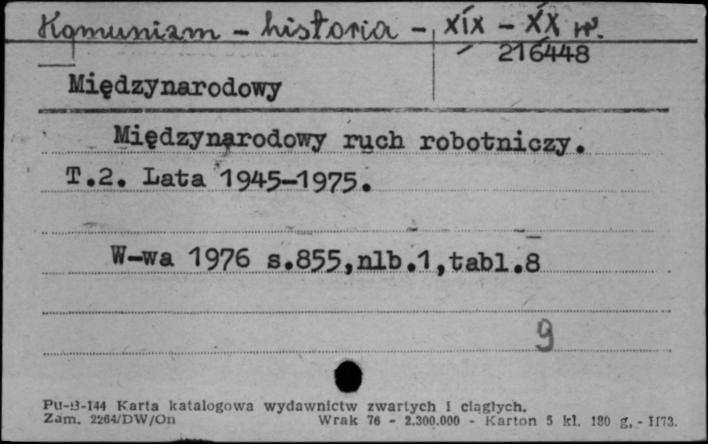 Komunizm - historia - XIX - XX w.
216448
Międzynarodowy
Międzynarodowy ruch robotniczy.
T.2. Lata 1945-1975.
W-wa 1976 s.855,nlb.1,tabl.8
9
Pu-B-144 Karta katalogowa wydawnictw zwartych i ciągłych.
Zam. 2264/DW/On Wrak 76 - 2.300.000 - Karton 5 kl. 180 g, - H73.